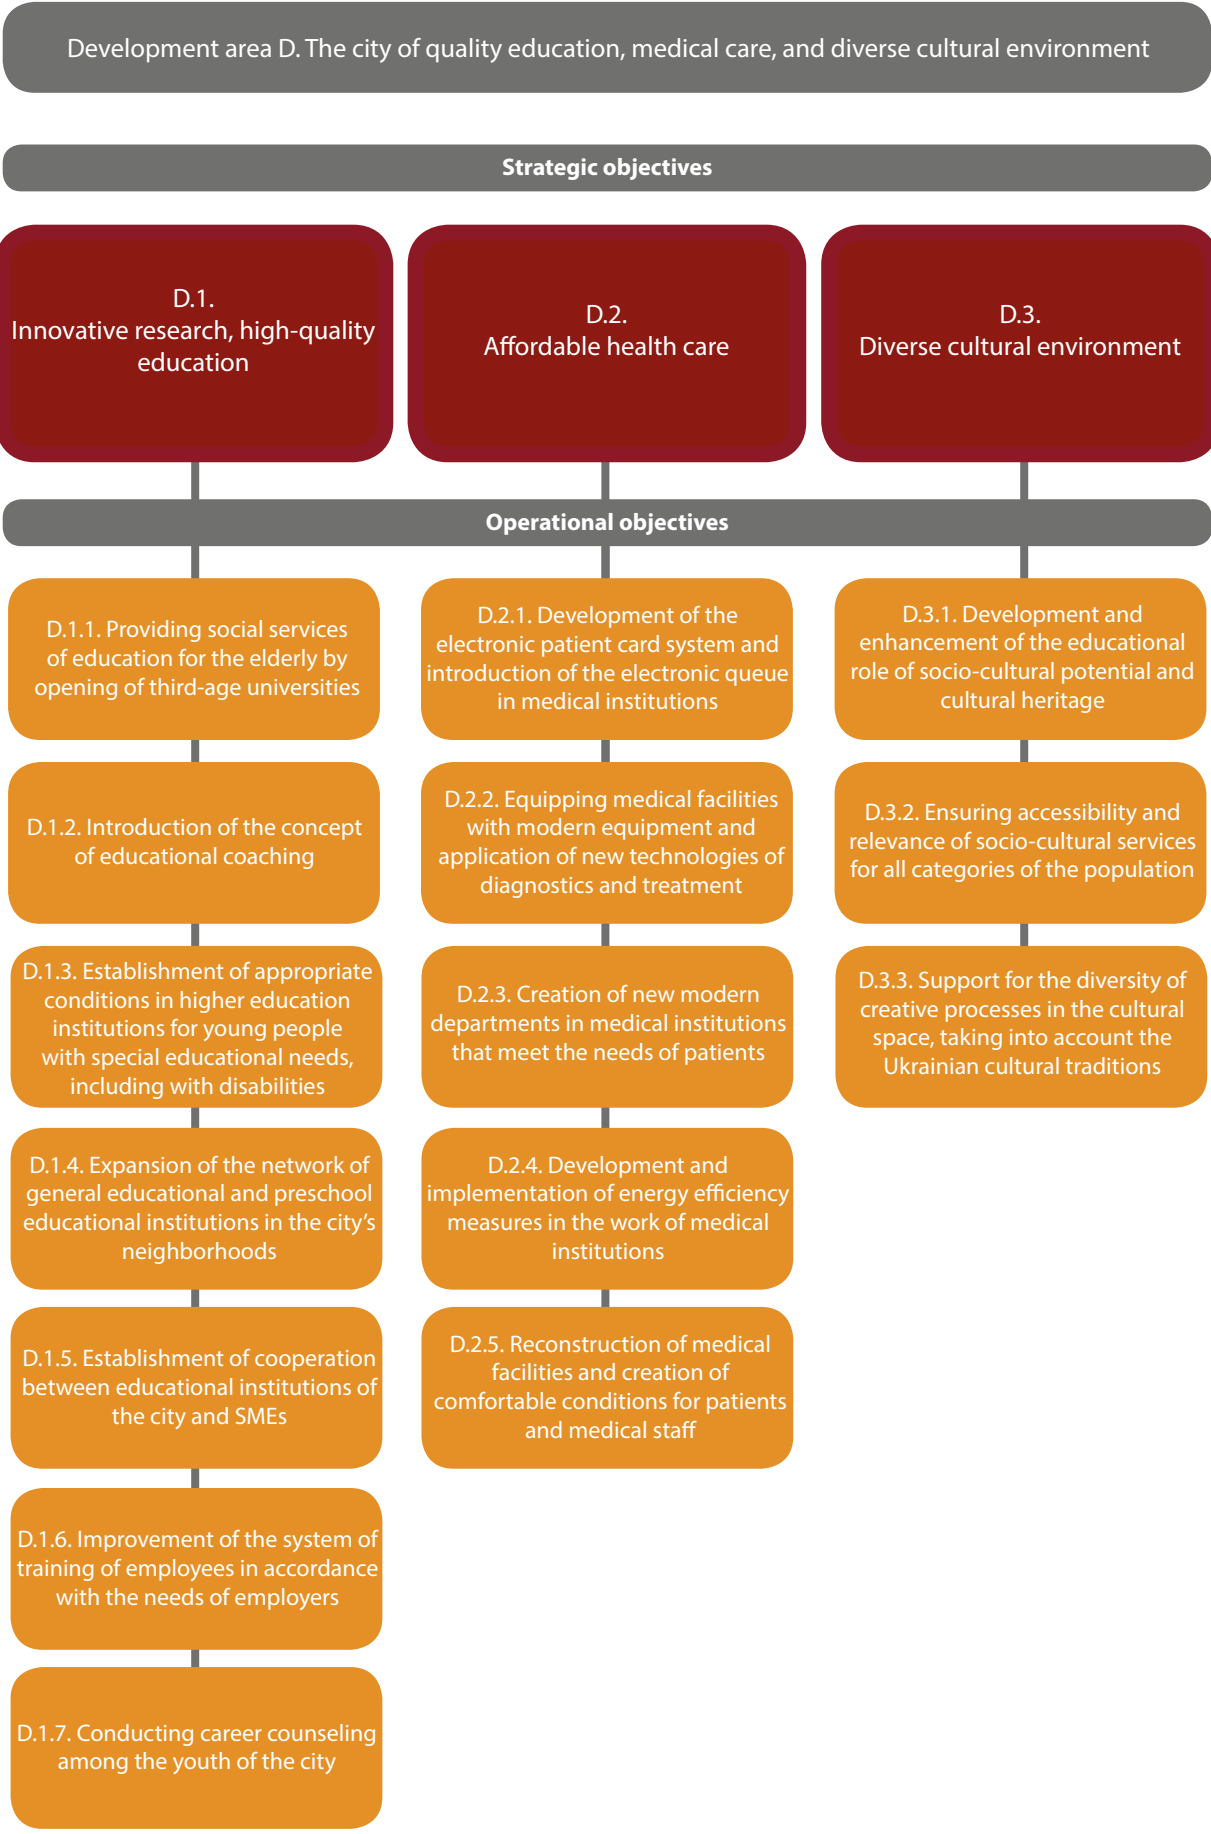 Development area D. The city of quality education, medical care, and diverse cultural environment
Strategic objectives
D.1.
Innovative research, high-quality
education
D.2.
Affordable health care
D.3.
Diverse cultural environment
Operational objectives
D.1.1. Providing social services
of education for the elderly by
opening of third-age universities
D.1.2. Introduction of the concept
of educational coaching
D.1.3. Establishment of appropriate
conditions in higher education
institutions for young people
with special educational needs,
including with disabilities
D.1.4. Expansion of the network of
general educational and preschool
educational institutions in the city's
neighborhoods
D.1.5. Establishment of cooperation
between educational institutions of
the city and SMEs
D.1.6. Improvement of the system of
training of employees in accordance
with the needs of employers
D.1.7. Conducting career counseling
among the youth of the city
D.2.1. Development of the
electronic patient card system and
introduction of the electronic queue
in medical institutions
D.2.2. Equipping medical facilities
with modern equipment and
application of new technologies of
diagnostics and treatment
D.2.3. Creation of new modern
departments in medical institutions
that meet the needs of patients
D.2.4. Development and
implementation of energy efficiency
measures in the work of medical
institutions
D.2.5. Reconstruction of medical
facilities and creation of
comfortable conditions for patients
and medical staff
D.3.1. Development and
enhancement of the educational
role of socio-cultural potential and
cultural heritage
D.3.2. Ensuring accessibility and
relevance of socio-cultural services
for all categories of the population
D.3.3. Support for the diversity of
creative processes in the cultural
space, taking into account the
Ukrainian cultural traditions